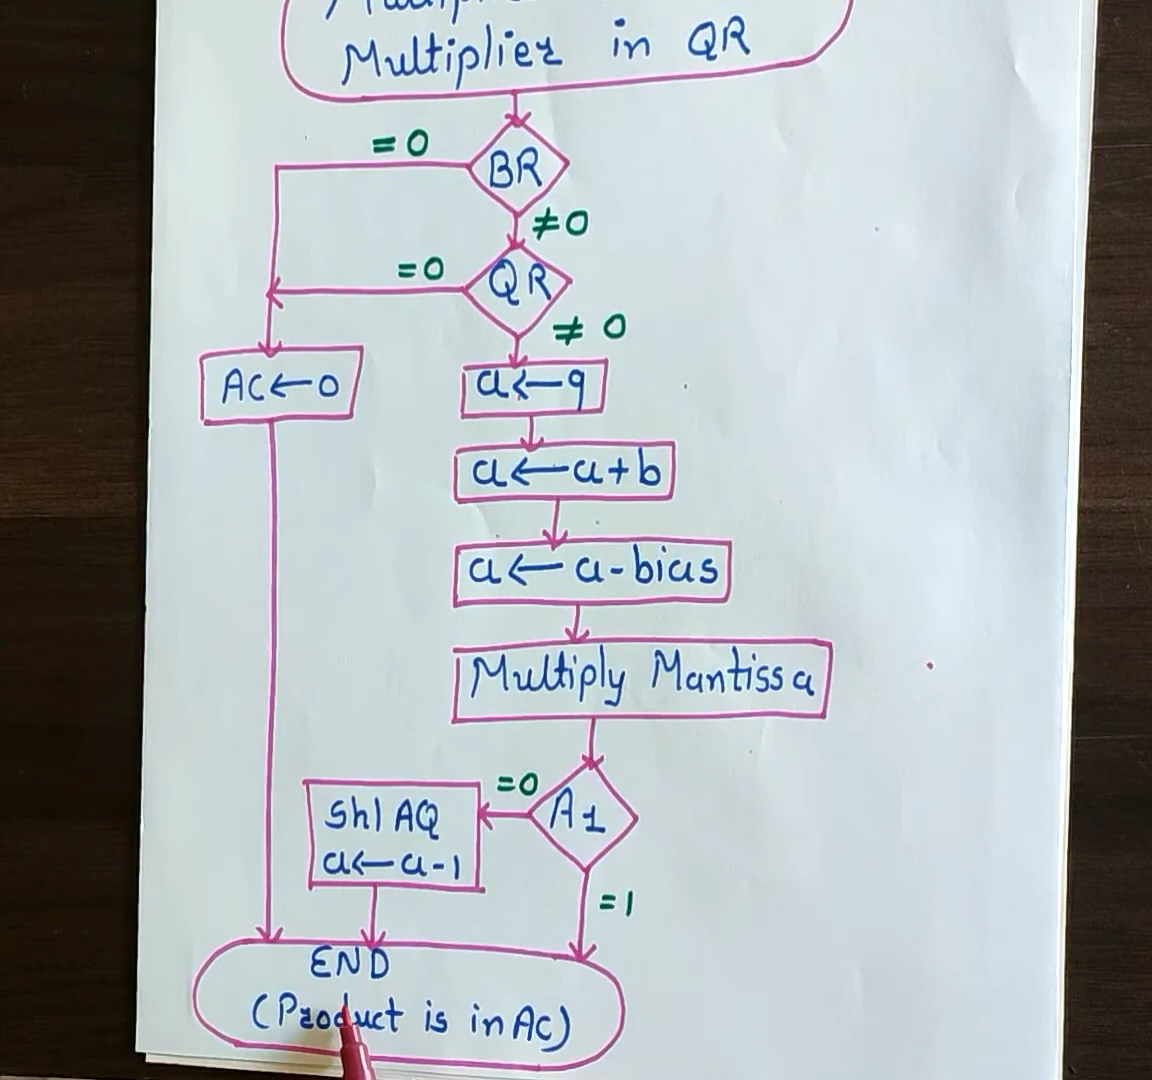 Multiplier in QR
=0
BR
≠0
=0
QR
≠ 0
AC←0
a←q
a←a+b
a← a-bias
Multiply Mantissa
=0
A1
Shl AQ
a←a-1
=1
END
(Product is in AC)